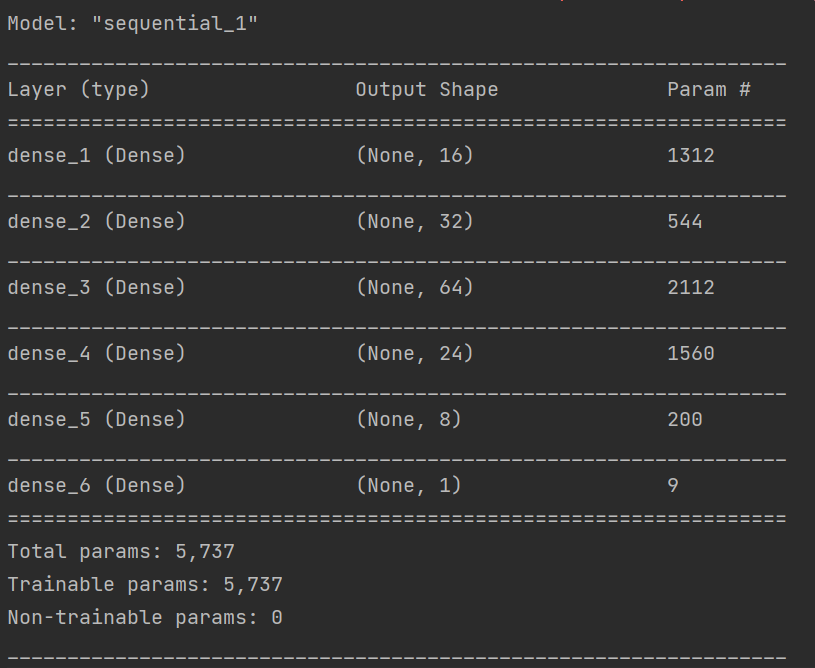 Model: "sequential_1"
_________________________________________________________________
Layer (type)                 Output Shape              Param #
=================================================================
dense_1 (Dense)              (None, 16)                1312
_________________________________________________________________
dense_2 (Dense)              (None, 32)                544
_________________________________________________________________
dense_3 (Dense)              (None, 64)                2112
_________________________________________________________________
dense_4 (Dense)              (None, 24)                1560
_________________________________________________________________
dense_5 (Dense)              (None, 8)                 200
_________________________________________________________________
dense_6 (Dense)              (None, 1)                 9
=================================================================
Total params: 5,737
Trainable params: 5,737
Non-trainable params: 0
_________________________________________________________________